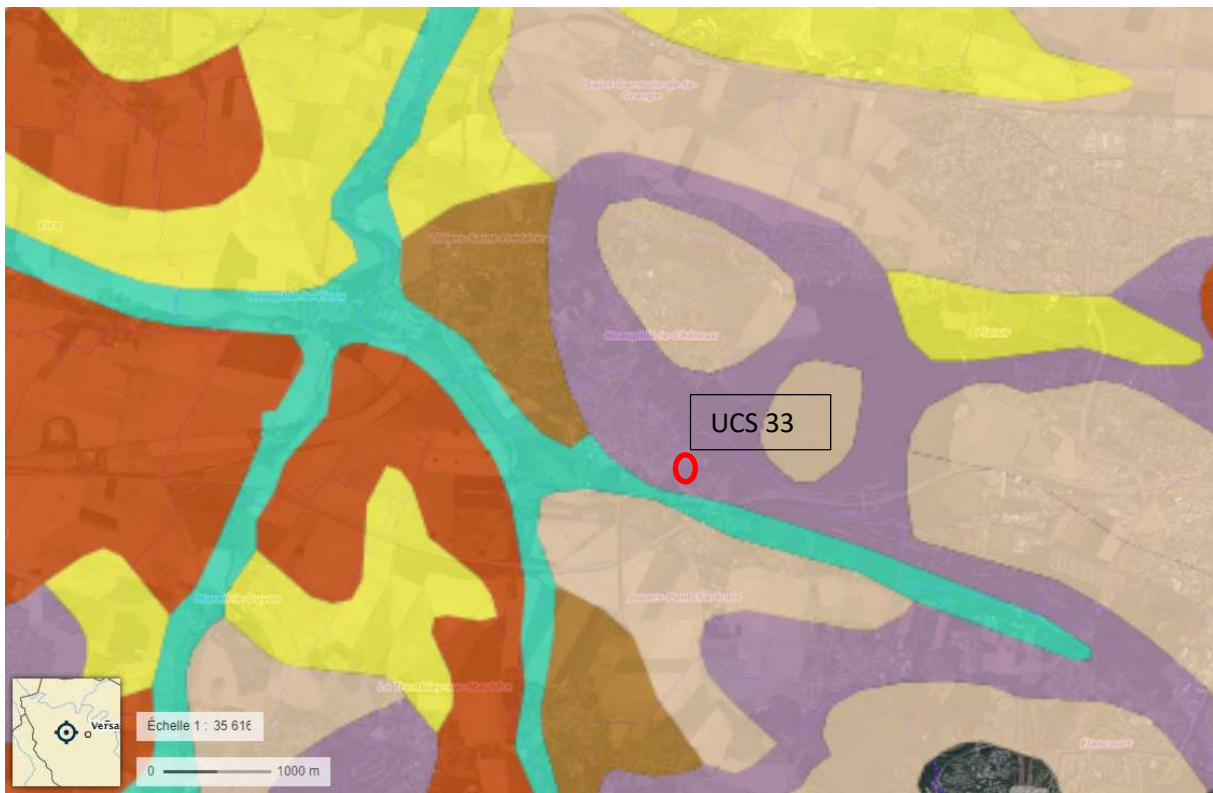 Saint-Germain-de-la-
Grange
Vicq
Villiers-Saint-Frédéric
Neauphle-le-Vieux
Neauphle-le-Château
Plaisir
UCS 33
Mareil-le-Guyon
Jouars-Pontchartrain
Le Tremblay-sur-Mauldre
Élancourt
Versa
Échelle 1 : 35 616
0
1000 m